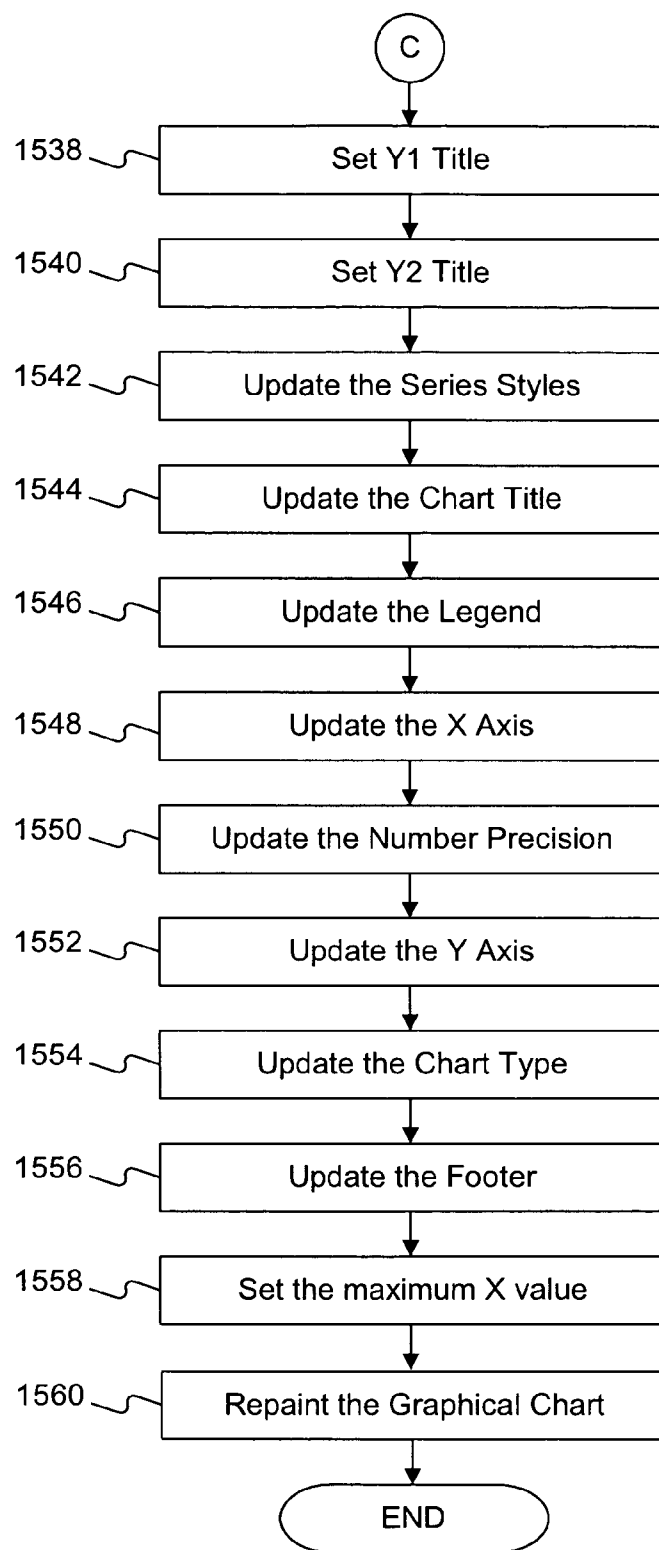 C
1538 Set Y1 Title
1540 Set Y2 Title
1542 Update the Series Styles
1544 Update the Chart Title
1546 Update the Legend
1548 Update the X Axis
1550 Update the Number Precision
1552 Update the Y Axis
1554 Update the Chart Type
1556 Update the Footer
1558 Set the maximum X value
1560 Repaint the Graphical Chart
END